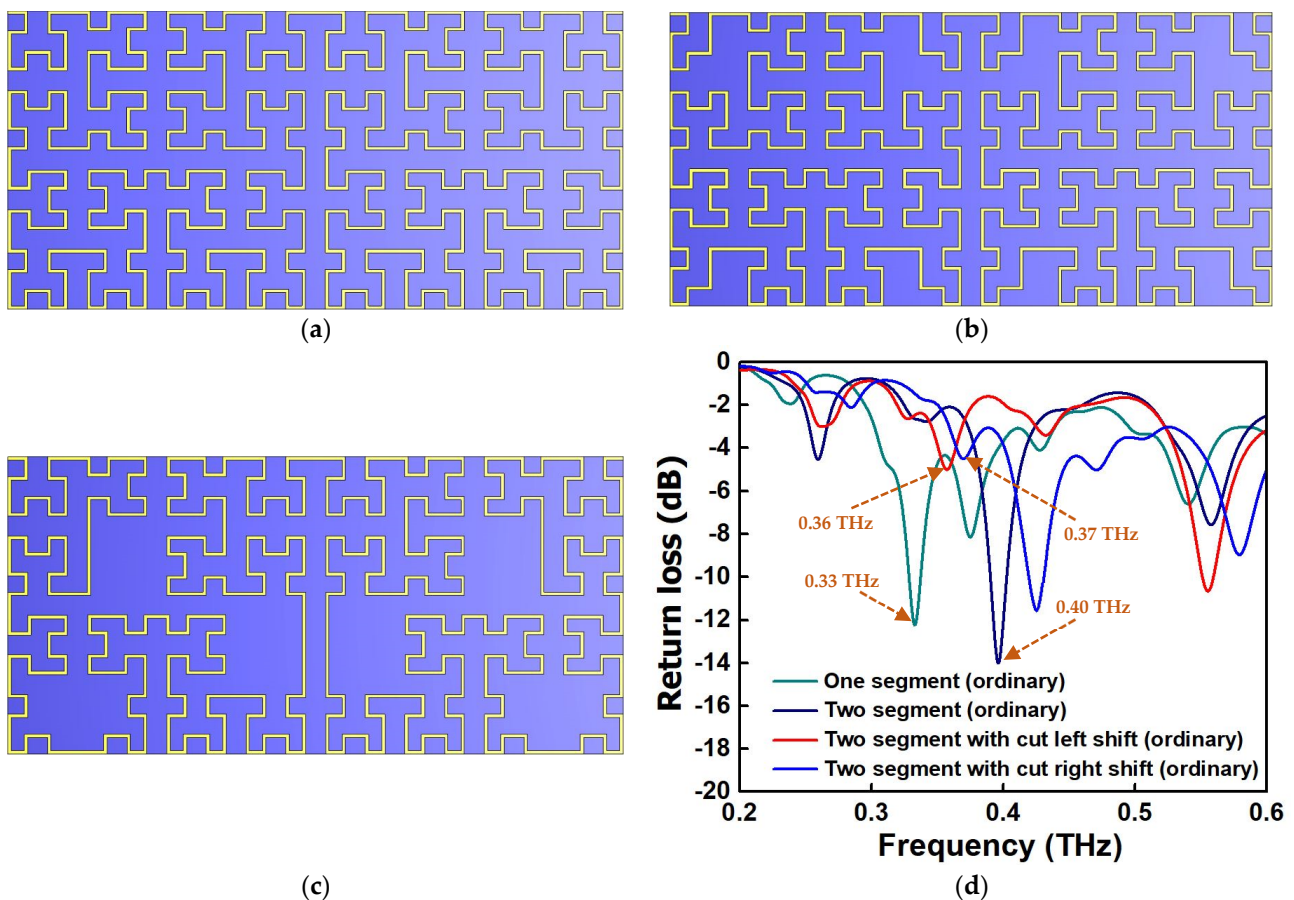 (a)
(b)
(c)
0
-2
-4
-6
-8
-10
-12
-14
-16
-18
-20
Return loss (dB)
0.36 THz
0.37 THz
0.33 THz
0.40 THz
One segment (ordinary)
Two segment (ordinary)
Two segment with cut left shift (ordinary)
Two segment with cut right shift (ordinary)
0.2 0.3 0.4 0.5 0.6
Frequency (THz)
(d)